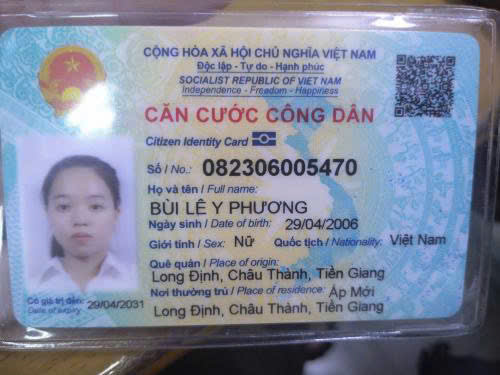 CỘNG HÒA XÃ HỘI CHỦ NGHĨA VIỆT NAM
Độc lập - Tự do - Hạnh phúc
SOCIALIST REPUBLIC OF VIET NAM
Independence - Freedom - Happiness
CĂN CƯỚC CÔNG DÂN
Citizen Identity Card
Số / No.: 082306005470
Họ và tên / Full name:
BÙI LÊ Y PHƯƠNG
Ngày sinh / Date of birth: 29/04/2006
Giới tính / Sex: Nữ Quốc tịch / Nationality: Việt Nam
Quê quán / Place of origin:
Long Định, Châu Thành, Tiền Giang
Nơi thường trú / Place of residence: Ấp Mới
Long Định, Châu Thành, Tiền Giang
Có giá trị đến: 29/04/2031
Date of expiry